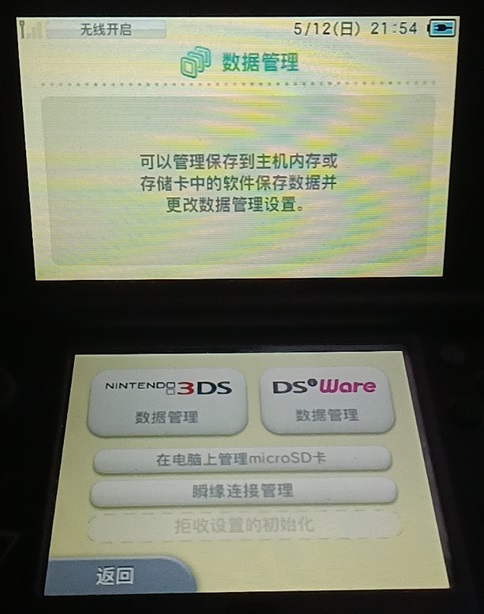 无线开启
5/12(日) 21:54
数据管理
可以管理保存到主机内存或
存储卡中的软件保存数据并
更改数据管理设置。
NINTENDO 3DS
数据管理
DSiWare
数据管理
在电脑上管理microSD卡
瞬缘连接管理
拒收设置的初始化
返回